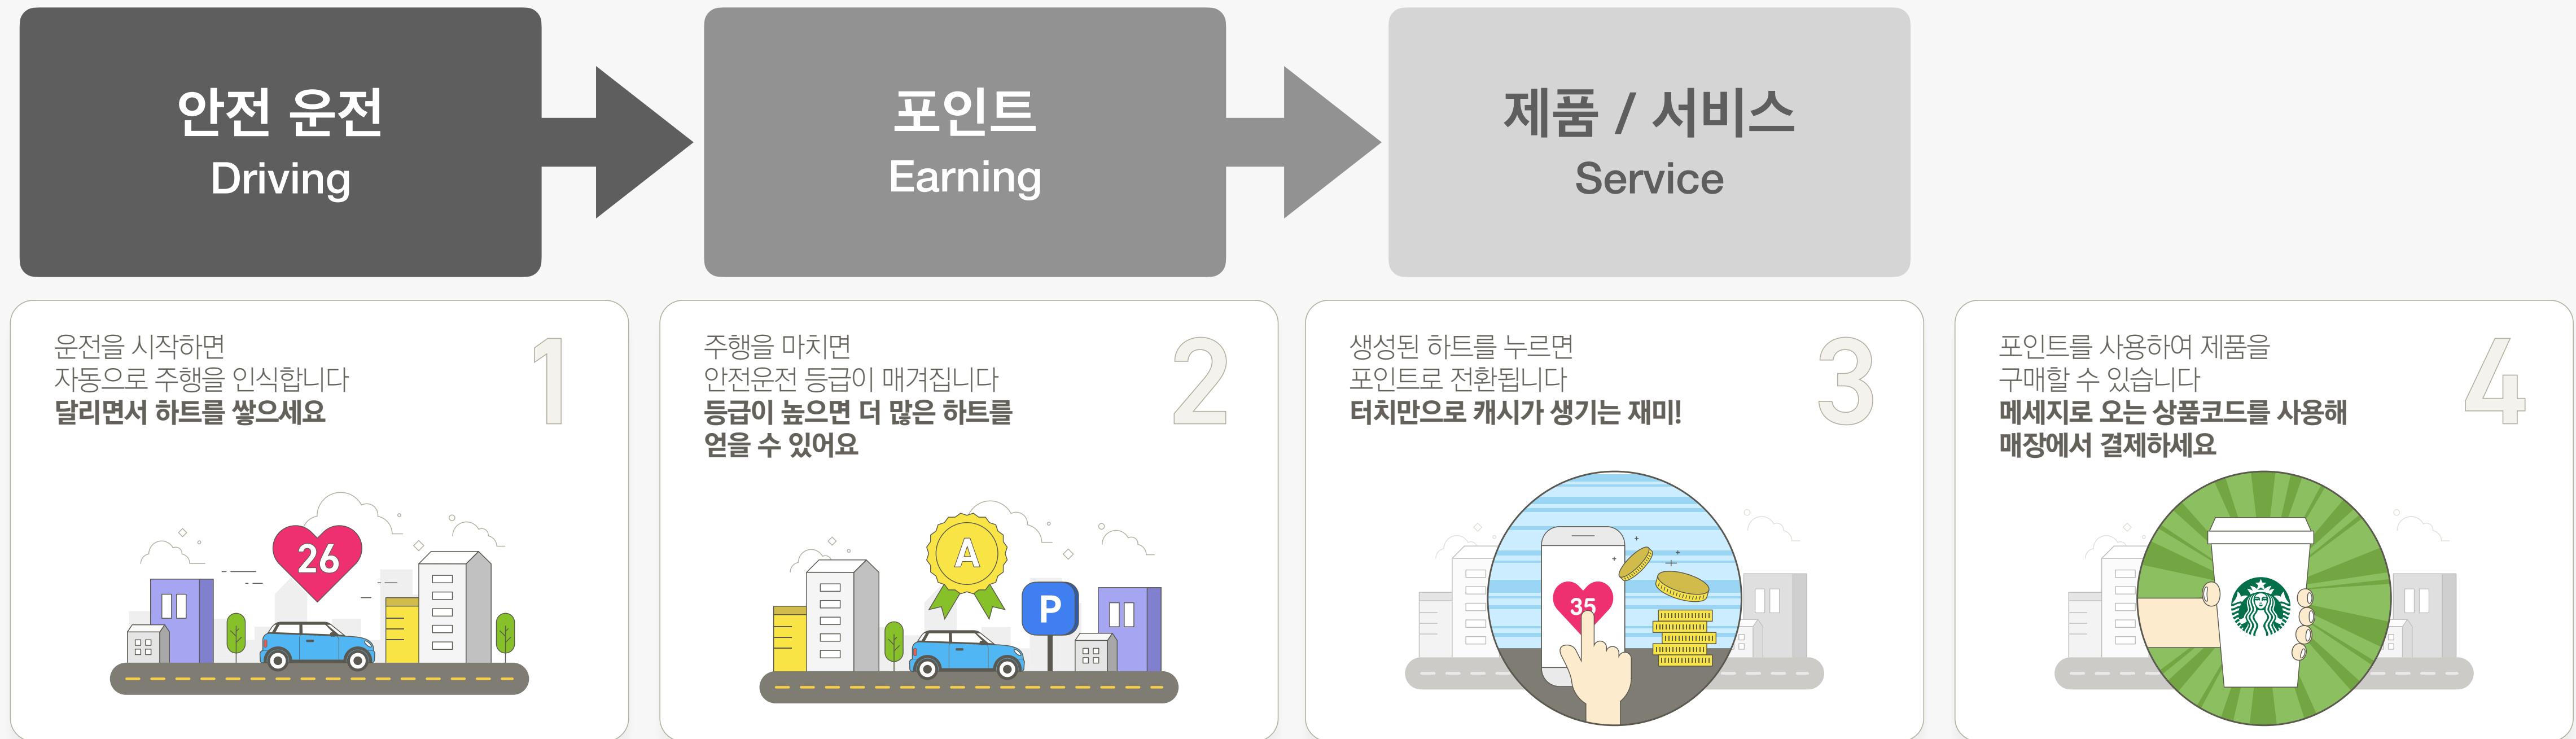 안전 운전
Driving
포인트
Earning
제품 / 서비스
Service
운전을 시작하면
자동으로 주행을 인식합니다
달리면서 하트를 쌓으세요
1
26
주행을 마치면
안전운전 등급이 매겨집니다
등급이 높으면 더 많은 하트를
얻을 수 있어요
2
A
P
생성된 하트를 누르면
포인트로 전환됩니다
터치만으로 캐시가 생기는 재미!
3
35
포인트를 사용하여 제품을
구매할 수 있습니다
메세지로 오는 상품코드를 사용해
매장에서 결제하세요
4